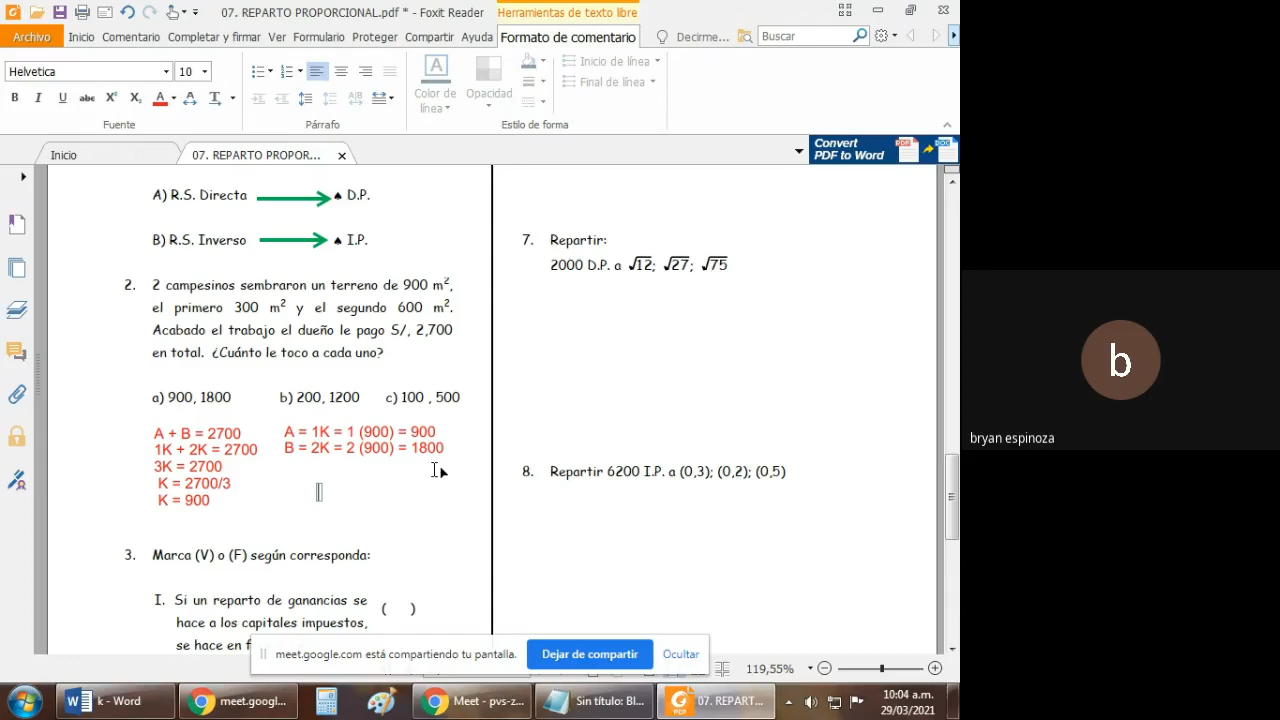 07. REPARTO PROPORCIONAL.pdf * - Foxit Reader
Herramientas de texto libre
Archivo Inicio Comentario Completar y firmar Ver Formulario Proteger Compartir Ayuda Formato de comentario Decirme... Buscar
Helvetica 10
Color de línea
Opacidad
Inicio de línea
Final de línea
Fuente Párrafo Estilo de forma
Inicio
07. REPARTO PROPOR...
Convert
PDF to Word
A) R.S. Directa ♠ D.P.
B) R.S. Inverso ♠ I.P.
2. 2 campesinos sembraron un terreno de 900 m²,
el primero 300 m² y el segundo 600 m².
Acabado el trabajo el dueño le pago S/, 2,700
en total. ¿Cuánto le toco a cada uno?
a) 900, 1800 b) 200, 1200 c) 100 , 500
A + B = 2700
1K + 2K = 2700
3K = 2700
K = 2700/3
K = 900
A = 1K = 1 (900) = 900
B = 2K = 2 (900) = 1800
3. Marca (V) o (F) según corresponda:
I. Si un reparto de ganancias se
hace a los capitales impuestos, ( )
se hace en f
7. Repartir:
2000 D.P. a √12; √27; √75
8. Repartir 6200 I.P. a (0,3); (0,2); (0,5)
meet.google.com está compartiendo tu pantalla.
Dejar de compartir
Ocultar
119,55%
k - Word
meet.googl...
Meet - pvs-z...
Sin título: Bl...
07. REPART...
10:04 a.m.
29/03/2021
b
bryan espinoza